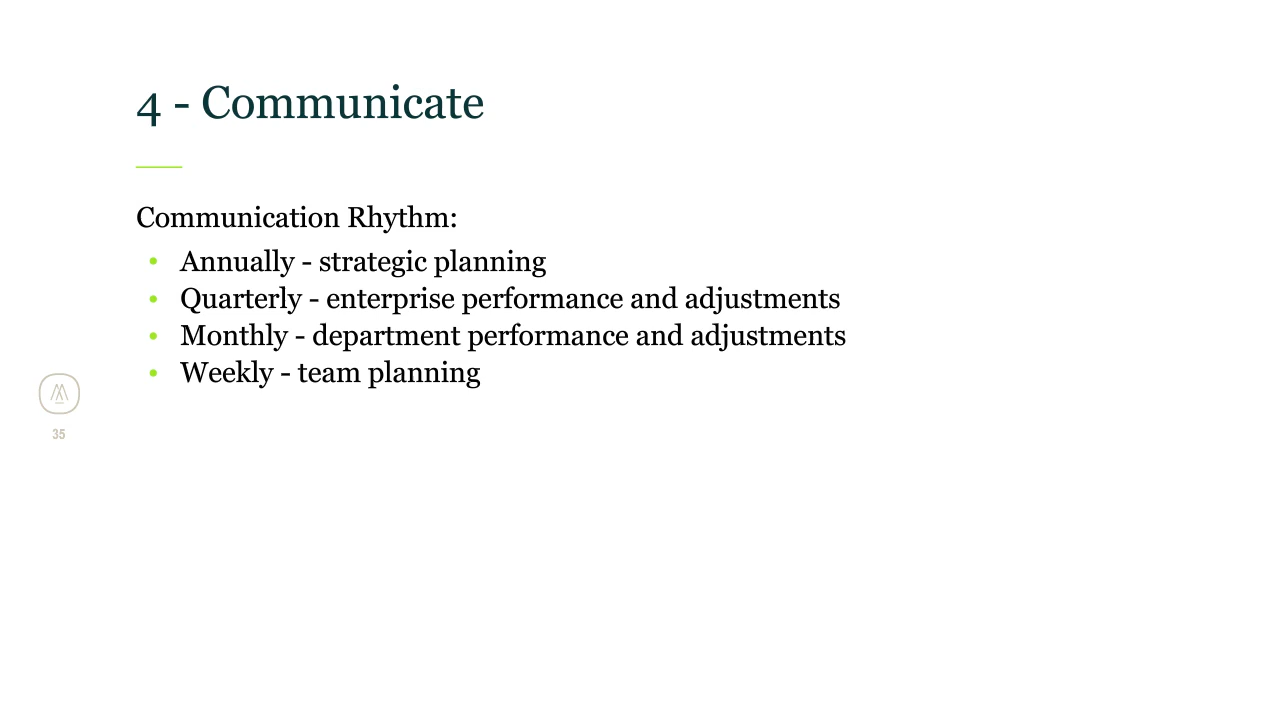 4 - Communicate
Communication Rhythm:
• Annually - strategic planning
• Quarterly - enterprise performance and adjustments
• Monthly - department performance and adjustments
• Weekly - team planning
35